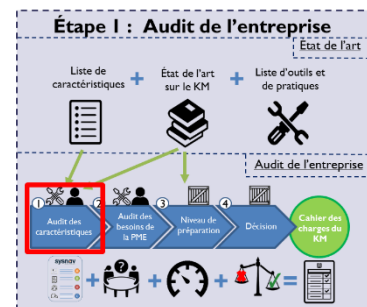 Étape 1 : Audit de l'entreprise
État de l'art
Liste de
caractéristiques
+
État de l'art
sur le KM
+
Liste d'outils et
de pratiques
Audit de l'entreprise
1
Audit des
caractéristiques
2
Audit des
besoins de
la PME
3
Niveau de
préparation
4
Décision
Cahier des
charges du
KM
sysnav
+
+
+
=